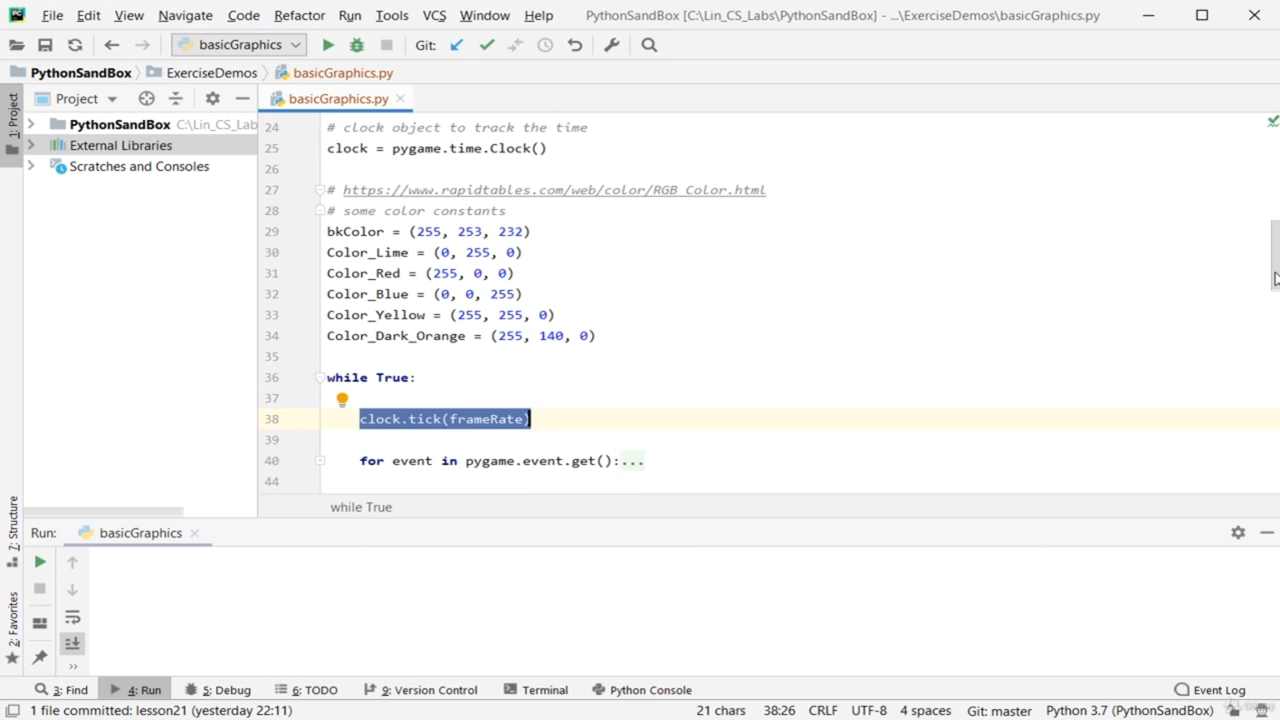 File Edit View Navigate Code Refactor Run Tools VCS Window Help PythonSandBox [C:\Lin_CS_Labs\PythonSandBox] - ...\ExerciseDemos\basicGraphics.py
basicGraphics Git:
PythonSandBox ExerciseDemos basicGraphics.py
1: Project
Project
basicGraphics.py
PythonSandBox C:\Lin_CS_Lab
External Libraries
Scratches and Consoles
24 # clock object to track the time
25 clock = pygame.time.Clock()
26
27 # https://www.rapidtables.com/web/color/RGB_Color.html
28 # some color constants
29 bkColor = (255, 253, 232)
30 Color_Lime = (0, 255, 0)
31 Color_Red = (255, 0, 0)
32 Color_Blue = (0, 0, 255)
33 Color_Yellow = (255, 255, 0)
34 Color_Dark_Orange = (255, 140, 0)
35
36 while True:
37
38 clock.tick(frameRate)
39
40 for event in pygame.event.get():...
44
while True
7: Structure
2: Favorites
Run: basicGraphics
3: Find 4: Run 5: Debug 6: TODO 9: Version Control Terminal Python Console Event Log
1 file committed: lesson21 (yesterday 22:11) 21 chars 38:26 CRLF UTF-8 4 spaces Git: master Python 3.7 (PythonSandBox)